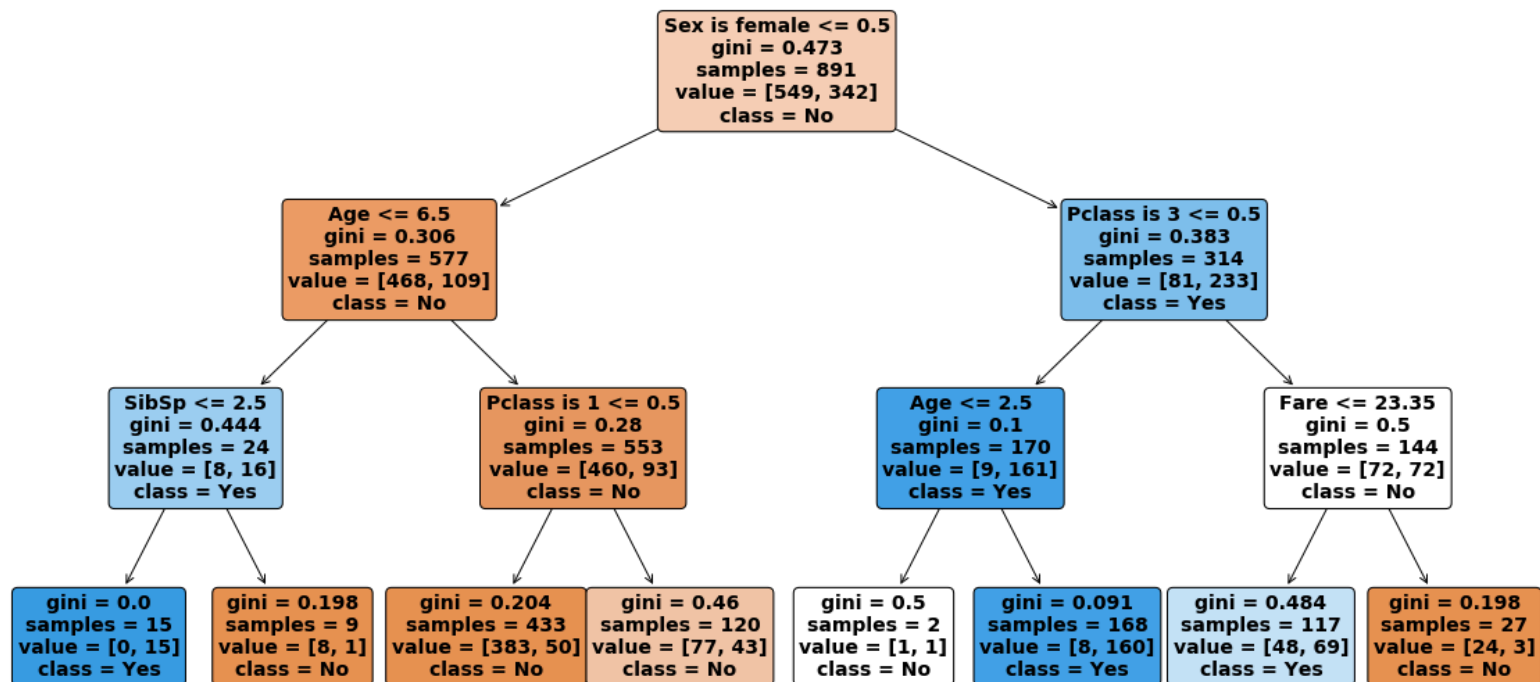 Sex is female <= 0.5
gini = 0.473
samples = 891
value = [549, 342]
class = No
Age <= 6.5
gini = 0.306
samples = 577
value = [468, 109]
class = No
Pclass is 3 <= 0.5
gini = 0.383
samples = 314
value = [81, 233]
class = Yes
SibSp <= 2.5
gini = 0.444
samples = 24
value = [8, 16]
class = Yes
Pclass is 1 <= 0.5
gini = 0.28
samples = 553
value = [460, 93]
class = No
Age <= 2.5
gini = 0.1
samples = 170
value = [9, 161]
class = Yes
Fare <= 23.35
gini = 0.5
samples = 144
value = [72, 72]
class = No
gini = 0.0
samples = 15
value = [0, 15]
class = Yes
gini = 0.198
samples = 9
value = [8, 1]
class = No
gini = 0.204
samples = 433
value = [383, 50]
class = No
gini = 0.46
samples = 120
value = [77, 43]
class = No
gini = 0.5
samples = 2
value = [1, 1]
class = No
gini = 0.091
samples = 168
value = [8, 160]
class = Yes
gini = 0.484
samples = 117
value = [48, 69]
class = Yes
gini = 0.198
samples = 27
value = [24, 3]
class = No